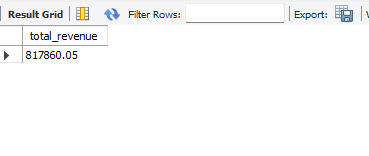 Result Grid Filter Rows: Export:
total_revenue
817860.05